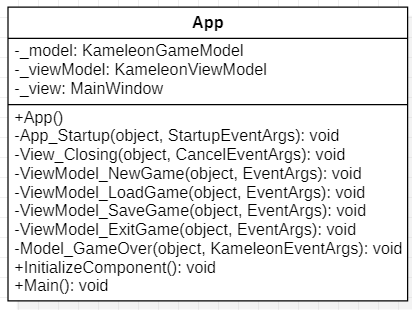 App
-_model: KameleonGameModel
-_viewModel: KameleonViewModel
-_view: MainWindow
+App()
-App_Startup(object, StartupEventArgs): void
-View_Closing(object, CancelEventArgs): void
-ViewModel_NewGame(object, EventArgs): void
-ViewModel_LoadGame(object, EventArgs): void
-ViewModel_SaveGame(object, EventArgs): void
-ViewModel_ExitGame(object, EventArgs): void
-Model_GameOver(object, KameleonEventArgs): void
+InitializeComponent(): void
+Main(): void